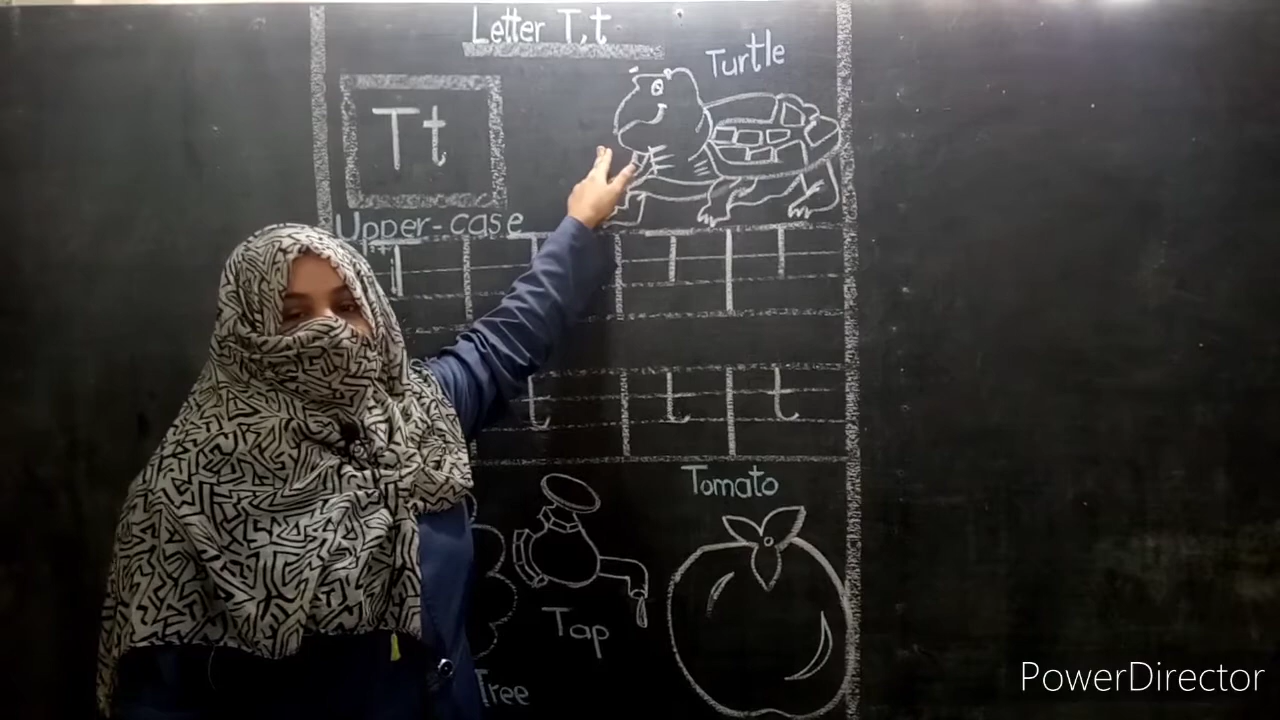 Letter T,t
Turtle
Tt
Upper-case
T T T T
t t t
Tomato
Tap
Tree
PowerDirector